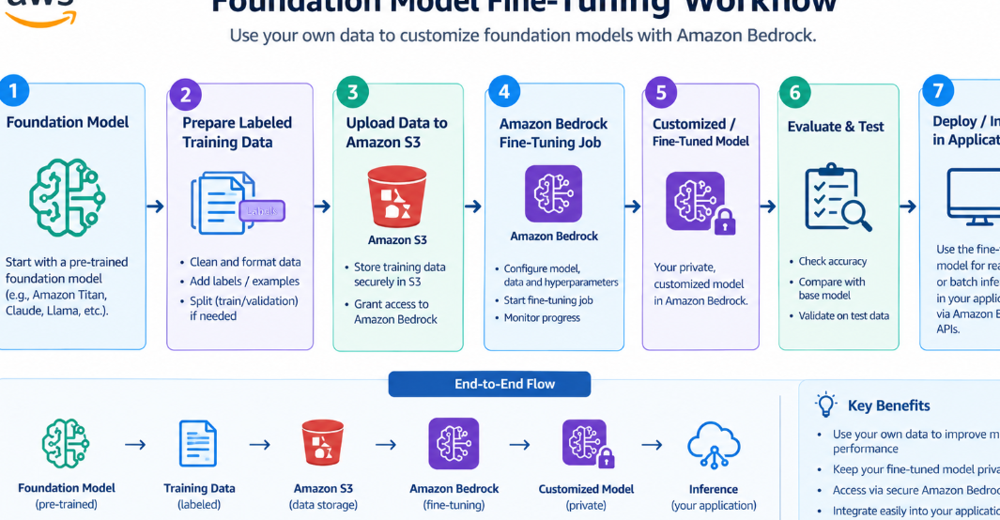 aws
Foundation Model Fine-Tuning Workflow
Use your own data to customize foundation models with Amazon Bedrock.
1
Foundation Model
Start with a pre-trained
foundation model
(e.g., Amazon Titan,
Claude, Llama, etc.).
2
Prepare Labeled
Training Data
Labels
• Clean and format data
• Add labels / examples
• Split (train/validation)
if needed
3
Upload Data to
Amazon S3
Amazon S3
• Store training data
securely in S3
• Grant access to
Amazon Bedrock
4
Amazon Bedrock
Fine-Tuning Job
Amazon Bedrock
• Configure model,
data and hyperparameters
• Start fine-tuning job
• Monitor progress
5
Customized /
Fine-Tuned Model
Your private,
customized model
in Amazon Bedrock.
6
Evaluate & Test
• Check accuracy
• Compare with
base model
• Validate on test data
7
Deploy /
in
Use the
model for
or batch
in your
via Amazon
APIs.
End-to-End Flow
Foundation Model
(pre-trained)
Training Data
(labeled)
Amazon S3
(data storage)
Amazon Bedrock
(fine-tuning)
Customized Model
(private)
Inference
(your application)
Key Benefits
• Use your own data to improve
performance
• Keep your fine-tuned model
• Access via secure Amazon
• Integrate easily into your